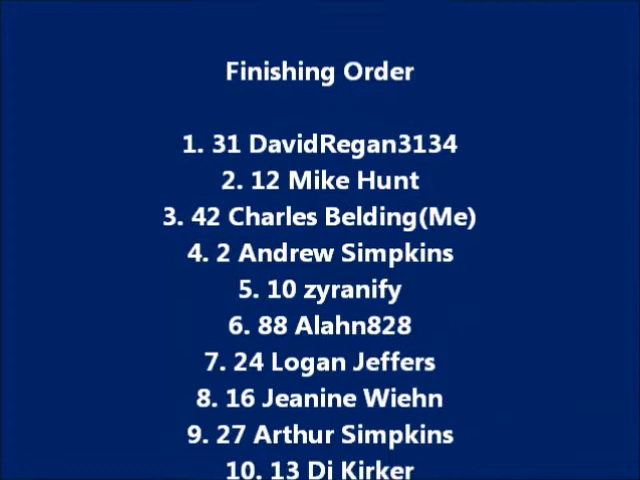 Finishing Order
1. 31 DavidRegan3134
2. 12 Mike Hunt
3. 42 Charles Belding(Me)
4. 2 Andrew Simpkins
5. 10 zyranify
6. 88 Alahn828
7. 24 Logan Jeffers
8. 16 Jeanine Wiehn
9. 27 Arthur Simpkins
10. 13 Dj Kirker